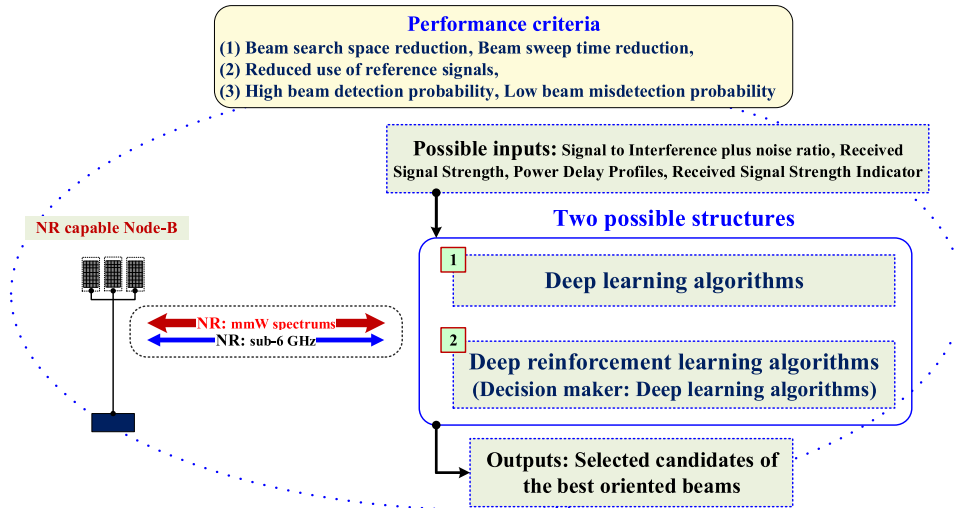 Performance criteria
(1) Beam search space reduction, Beam sweep time reduction,
(2) Reduced use of reference signals,
(3) High beam detection probability, Low beam misdetection probability
Possible inputs: Signal to Interference plus noise ratio, Received
Signal Strength, Power Delay Profiles, Received Signal Strength Indicator
Two possible structures
NR capable Node-B
1
Deep learning algorithms
NR: mmW spectrums
NR: sub-6 GHz
2
Deep reinforcement learning algorithms
(Decision maker: Deep learning algorithms)
Outputs: Selected candidates of
the best oriented beams